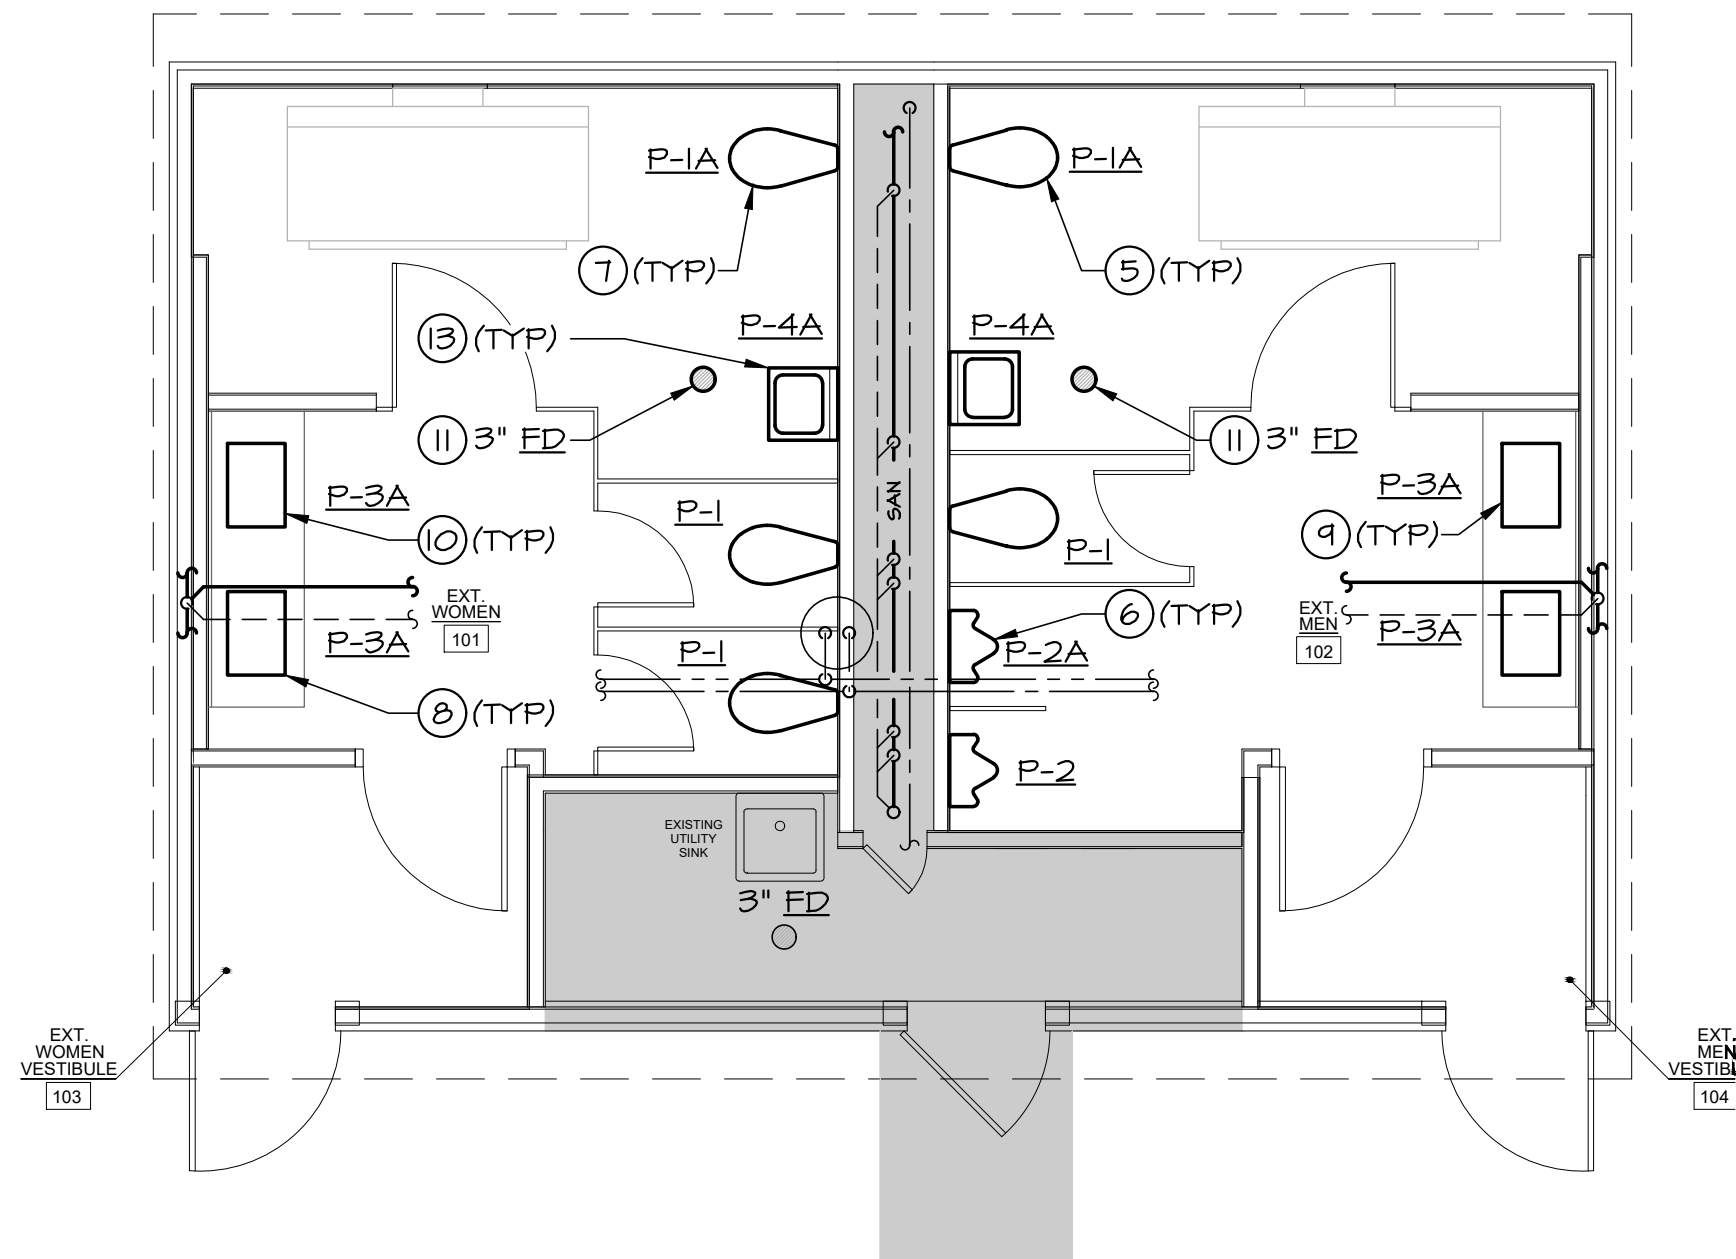 P-1A
P-1A
7 (TYP)
5 (TYP)
P-4A
P-4A
13 (TYP)
11 3" FD
11 3" FD
P-3A
P-3A
SAN
P-1
10 (TYP)
9 (TYP)
P-1
EXT.
WOMEN
101
6 (TYP)
EXT.
MEN
102
P-3A
P-1
P-2A
P-3A
8 (TYP)
P-2
EXISTING
UTILITY
SINK
3" FD
EXT.
WOMEN
VESTIBULE
103
EXT.
MEN
VESTIB
104